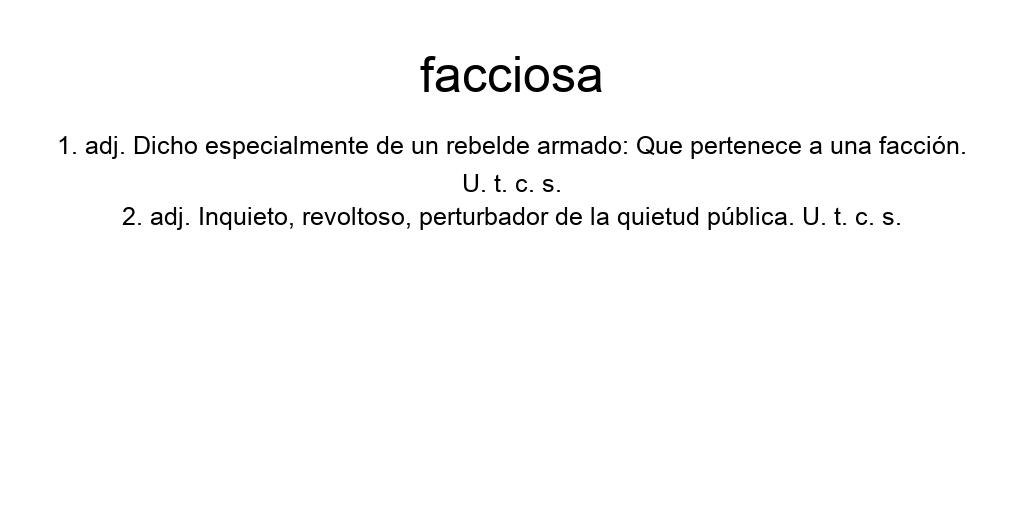 facciosa
1. adj. Dicho especialmente de un rebelde armado: Que pertenece a una facción.
U. t. c. s.
2. adj. Inquieto, revoltoso, perturbador de la quietud pública. U. t. c. s.